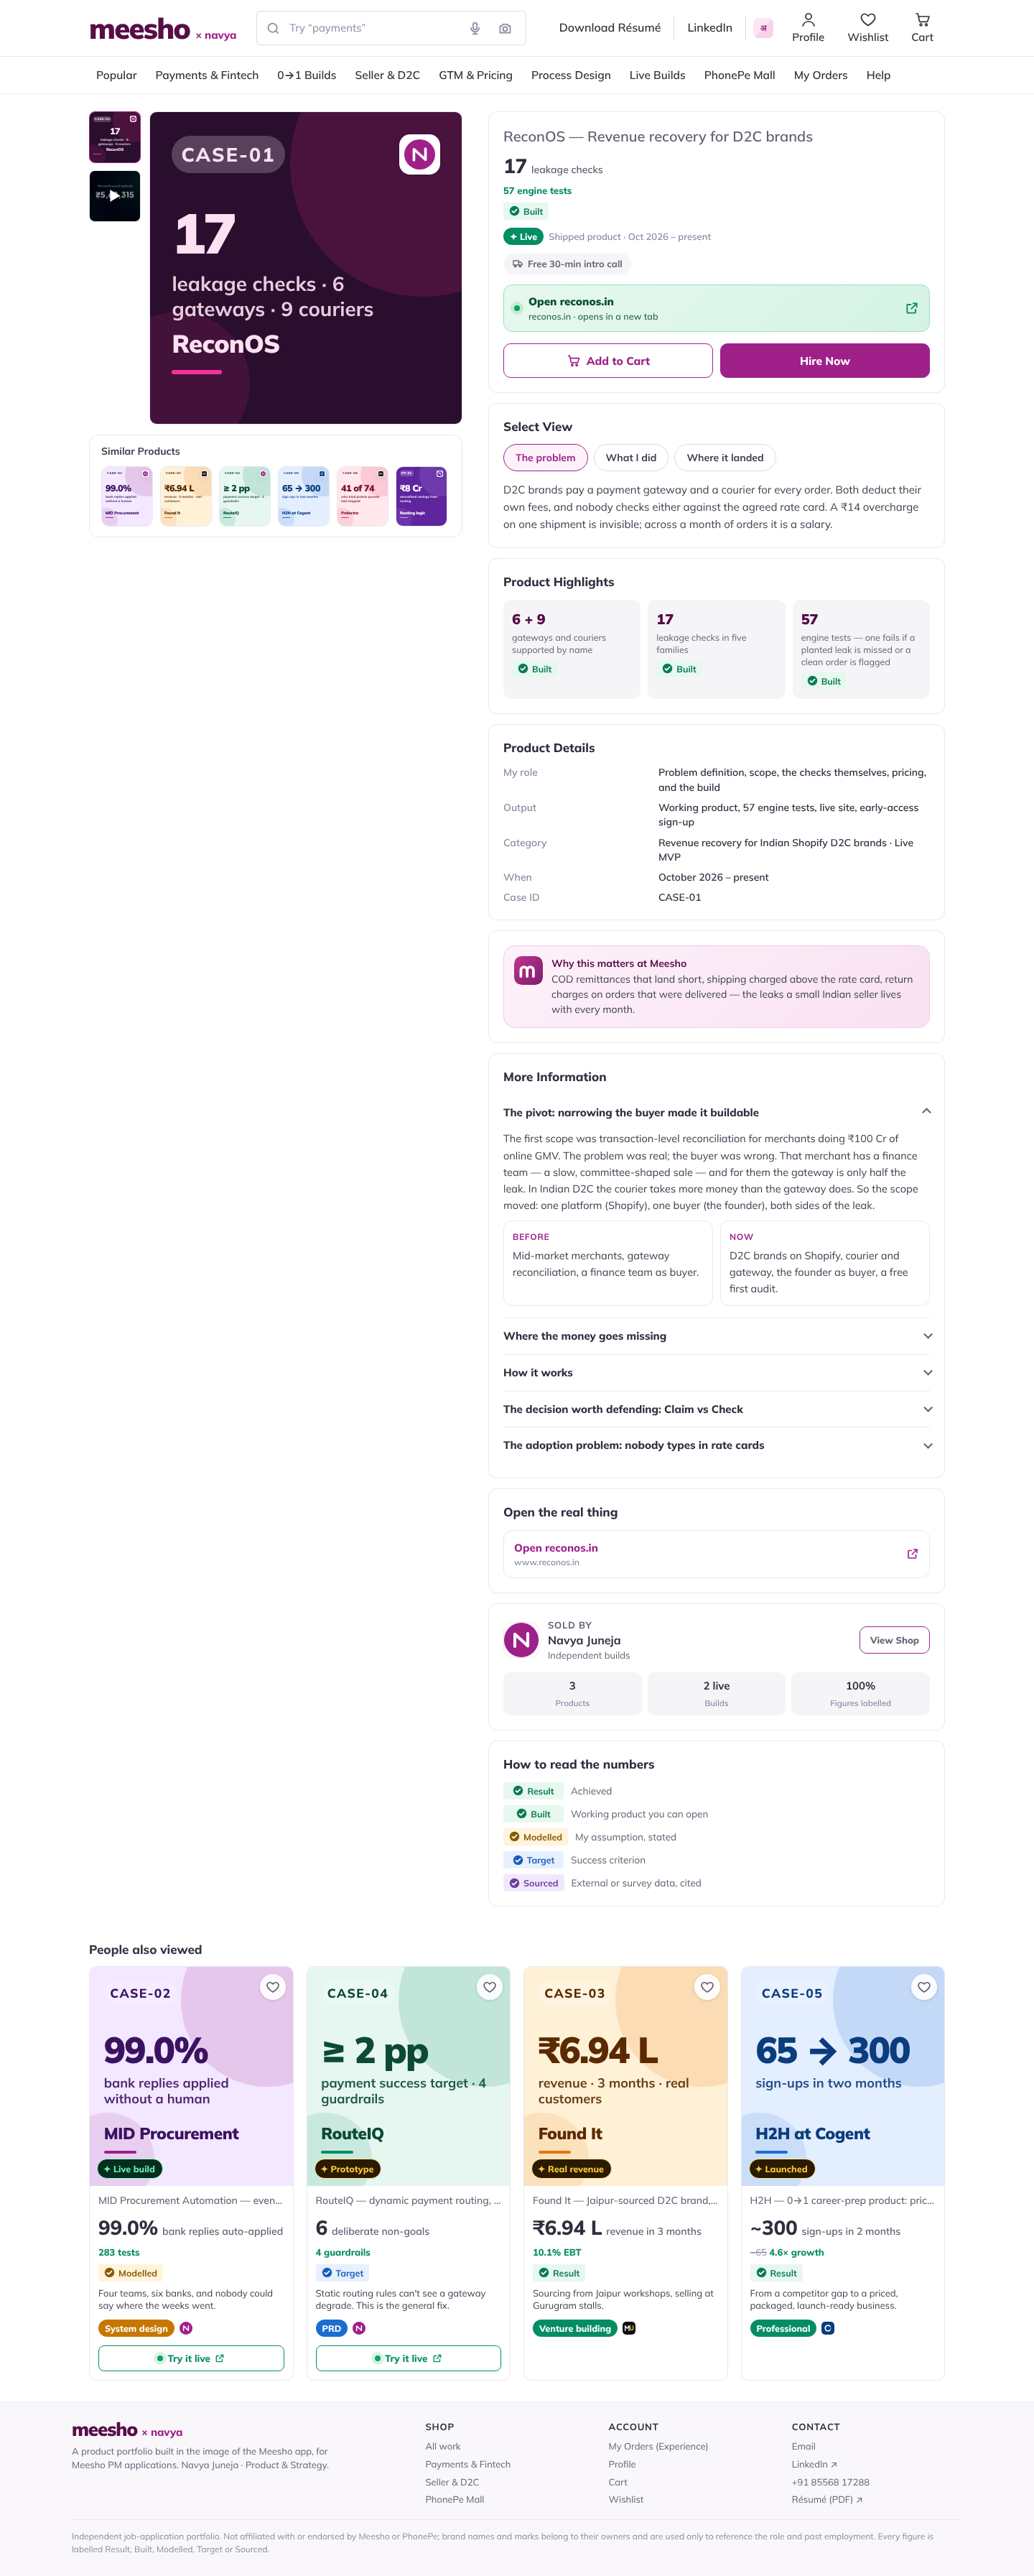 meesho × navya
Try “payments”
Download Résumé
LinkedIn
अ
Profile
Wishlist
Cart
Popular
Payments & Fintech
0→1 Builds
Seller & D2C
GTM & Pricing
Process Design
Live Builds
PhonePe Mall
My Orders
Help
CASE-01
17
ReconOS
CASE-01
N
17
leakage checks · 6
gateways · 9 couriers
ReconOS
Similar Products
99.0%
MID Procurement
₹6.94 L
Found It
≥ 2 pp
RouteIQ
65 → 300
H2H at Cogent
41 of 74
₹8 Cr
Routing logic
ReconOS — Revenue recovery for D2C brands
17 leakage checks
57 engine tests
Built
Live Shipped product · Oct 2026 – present
Free 30-min intro call
Open reconos.in
reconos.in · opens in a new tab
Add to Cart
Hire Now
Select View
The problem
What I did
Where it landed
D2C brands pay a payment gateway and a courier for every order. Both deduct their
own fees, and nobody checks either against the agreed rate card. A ₹14 overcharge
on one shipment is invisible; across a month of orders it is a salary.
Product Highlights
6 + 9
gateways and couriers
supported by name
Built
17
leakage checks in five
families
Built
57
engine tests — one fails if a
planted leak is missed or a
clean order is flagged
Built
Product Details
My role
Problem definition, scope, the checks themselves, pricing,
and the build
Output
Working product, 57 engine tests, live site, early-access
sign-up
Category
Revenue recovery for Indian Shopify D2C brands · Live
MVP
When
October 2026 – present
Case ID
CASE-01
m
Why this matters at Meesho
COD remittances that land short, shipping charged above the rate card, return
charges on orders that were delivered — the leaks a small Indian seller lives
with every month.
More Information
The pivot: narrowing the buyer made it buildable
The first scope was transaction-level reconciliation for merchants doing ₹100 Cr of
online GMV. The problem was real; the buyer was wrong. That merchant has a finance
team — a slow, committee-shaped sale — and for them the gateway is only half the
leak. In Indian D2C the courier takes more money than the gateway does. So the scope
moved: one platform (Shopify), one buyer (the founder), both sides of the leak.
BEFORE
Mid-market merchants, gateway
reconciliation, a finance team as buyer.
NOW
D2C brands on Shopify, courier and
gateway, the founder as buyer, a free
first audit.
Where the money goes missing
How it works
The decision worth defending: Claim vs Check
The adoption problem: nobody types in rate cards
Open the real thing
Open reconos.in
www.reconos.in
N
SOLD BY
Navya Juneja
Independent builds
View Shop
3
Products
2 live
Builds
100%
Figures labelled
How to read the numbers
Result Achieved
Built Working product you can open
Modelled My assumption, stated
Target Success criterion
Sourced External or survey data, cited
People also viewed
CASE-02
99.0%
bank replies applied
without a human
MID Procurement
Live build
MID Procurement Automation — even...
99.0% bank replies auto-applied
283 tests
Modelled
Four teams, six banks, and nobody could
say where the weeks went.
System design N
Try it live
CASE-04
≥ 2 pp
payment success target · 4
guardrails
RouteIQ
Prototype
RouteIQ — dynamic payment routing, ...
6 deliberate non-goals
4 guardrails
Target
Static routing rules can't see a gateway
degrade. This is the general fix.
PRD N
Try it live
CASE-03
₹6.94 L
revenue · 3 months · real
customers
Found It
Real revenue
Found It — Jaipur-sourced D2C brand,...
₹6.94 L revenue in 3 months
10.1% EBT
Result
Sourcing from Jaipur workshops, selling at
Gurugram stalls.
Venture building MU
CASE-05
65 → 300
sign-ups in two months
H2H at Cogent
Launched
H2H — 0→1 career-prep product: pric...
~300 sign-ups in 2 months
~65 4.6× growth
Result
From a competitor gap to a priced,
packaged, launch-ready business.
Professional C
meesho × navya
A product portfolio built in the image of the Meesho app, for
Meesho PM applications. Navya Juneja · Product & Strategy.
SHOP
All work
Payments & Fintech
Seller & D2C
PhonePe Mall
ACCOUNT
My Orders (Experience)
Profile
Cart
Wishlist
CONTACT
Email
LinkedIn ↗
+91 85568 17288
Résumé (PDF) ↗
Independent job-application portfolio. Not affiliated with or endorsed by Meesho or PhonePe; brand names and marks belong to their owners and are used only to reference the role and past employment. Every figure is
labelled Result, Built, Modelled, Target or Sourced.